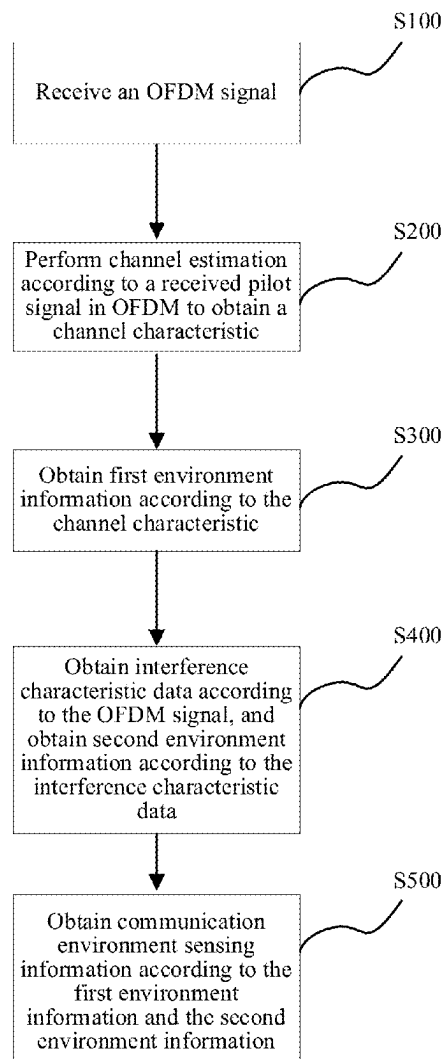 S100
Receive an OFDM signal
S200
Perform channel estimation
according to a received pilot
signal in OFDM to obtain a
channel characteristic
S300
Obtain first environment
information according to the
channel characteristic
S400
Obtain interference
characteristic data according
to the OFDM signal, and
obtain second environment
information according to the
interference characteristic
data
S500
Obtain communication
environment sensing
information according to the
first environment
information and the second
environment information